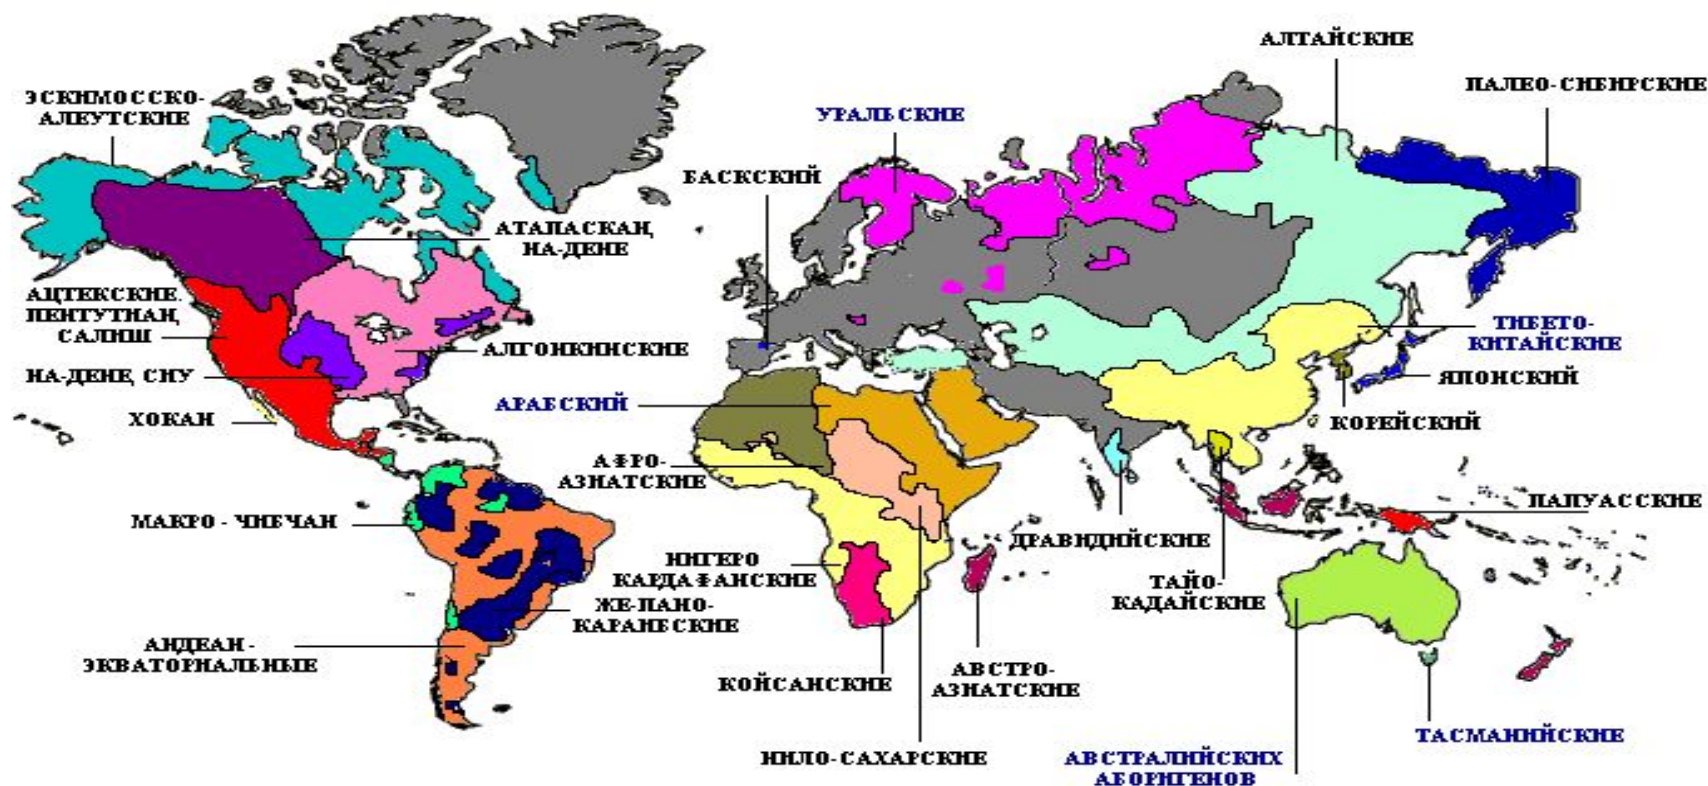 АЛТАЙСКИЕ
ПАЛЕО-СИБИРСКИЕ
ЭСКИМОССКО-
АЛЕУТСКИЕ
УРАЛЬСКИЕ
БАСКСКИЙ
АТАПАСКАН,
НА-ДЕНЕ
АЦТЕКСКИЕ.
ПЕНТУТИАН,
САЛИШ
ТИБЕТО-
КИТАЙСКИЕ
АЛГОИКИИСКИЕ
НА-ДЕНЕ, СИУ
ЯПОНСКИЙ
АРАБСКИЙ
ХОКАН
КОРЕЙСКИЙ
АФРО-
АЗИАТСКИЕ
ПАПУАССКИЕ
МАКРО - ЧИБЧАН
ДРАВИДИЙСКИЕ
НИГЕРО
КАРДАФАНСКИЕ
ТАЙО-
КАДАЙСКИЕ
ЖЕ-ПАНО-
КАРАИБСКИЕ
АНДЕАН -
ЭКВАТОРИАЛЬНЫЕ
КОЙСАНСКИЕ
АВСТРО-
АЗИАТСКИЕ
ТАСМАНИЙСКИЕ
НИЛО-САХАРСКИЕ
АВСТРАЛИЙСКИХ
АБОРИГЕНОВ